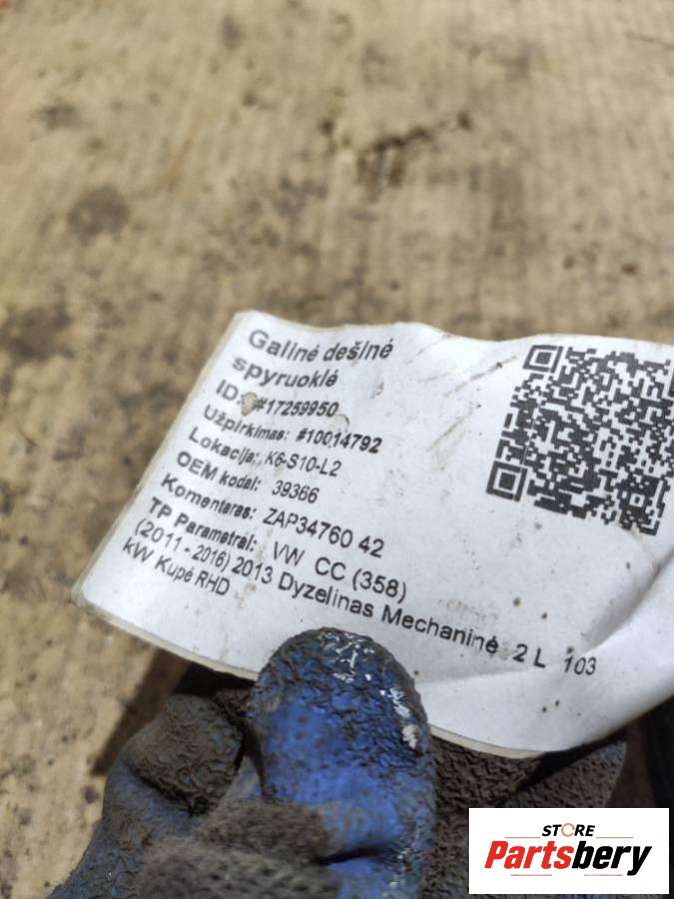 Galinė dešinė
spyruoklė
ID: #17259950
Užpirkimas: #10014792
Lokacija: K6-S10-L2
OEM kodai: 39366
Komentaras: ZAP34760 42
TP Parametrai: VW CC (358)
(2011 - 2016) 2013 Dyzelinas Mechaninė 2 L 103
kW Kupė RHD
STORE
Partsbery